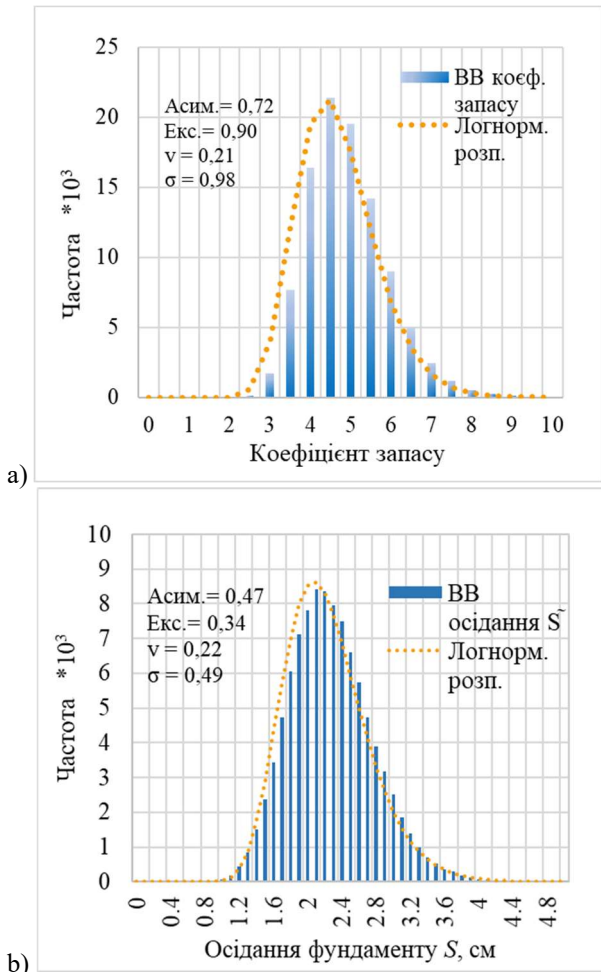 25
20
15
10
5
0
Частота *10³
Асим.= 0,72
Екс.= 0,90
v = 0,21
σ = 0,98
ВВ коеф.
запасу
Логнорм.
розп.
0 1 2 3 4 5 6 7 8 9 10
Коефіцієнт запасу
a)
10
9
8
7
6
5
4
3
2
1
0
Частота *10³
Асим.= 0,47
Екс.= 0,34
v = 0,22
σ = 0,49
ВВ
осідання S̃
Логнорм.
розп.
0 0.4 0.8 1.2 1.6 2 2.4 2.8 3.2 3.6 4 4.4 4.8
Осідання фундаменту S, см
b)